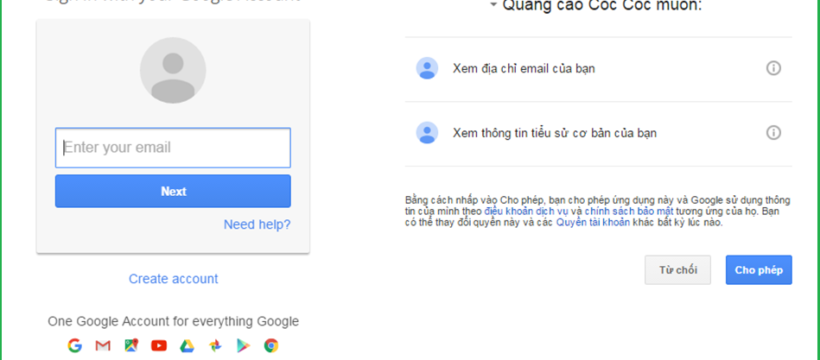 Sign in with your Google Account
Enter your email
Next
Need help?
Create account
One Google Account for everything Google
Quảng cáo Cốc Cốc muốn:
Xem địa chỉ email của bạn
Xem thông tin tiểu sử cơ bản của bạn
Bằng cách nhấp vào Cho phép, bạn cho phép ứng dụng này và Google sử dụng thông
tin của mình theo điều khoản dịch vụ và chính sách bảo mật tương ứng của họ. Bạn
có thể thay đổi quyền này và các Quyền tài khoản khác bất kỳ lúc nào.
Từ chối
Cho phép